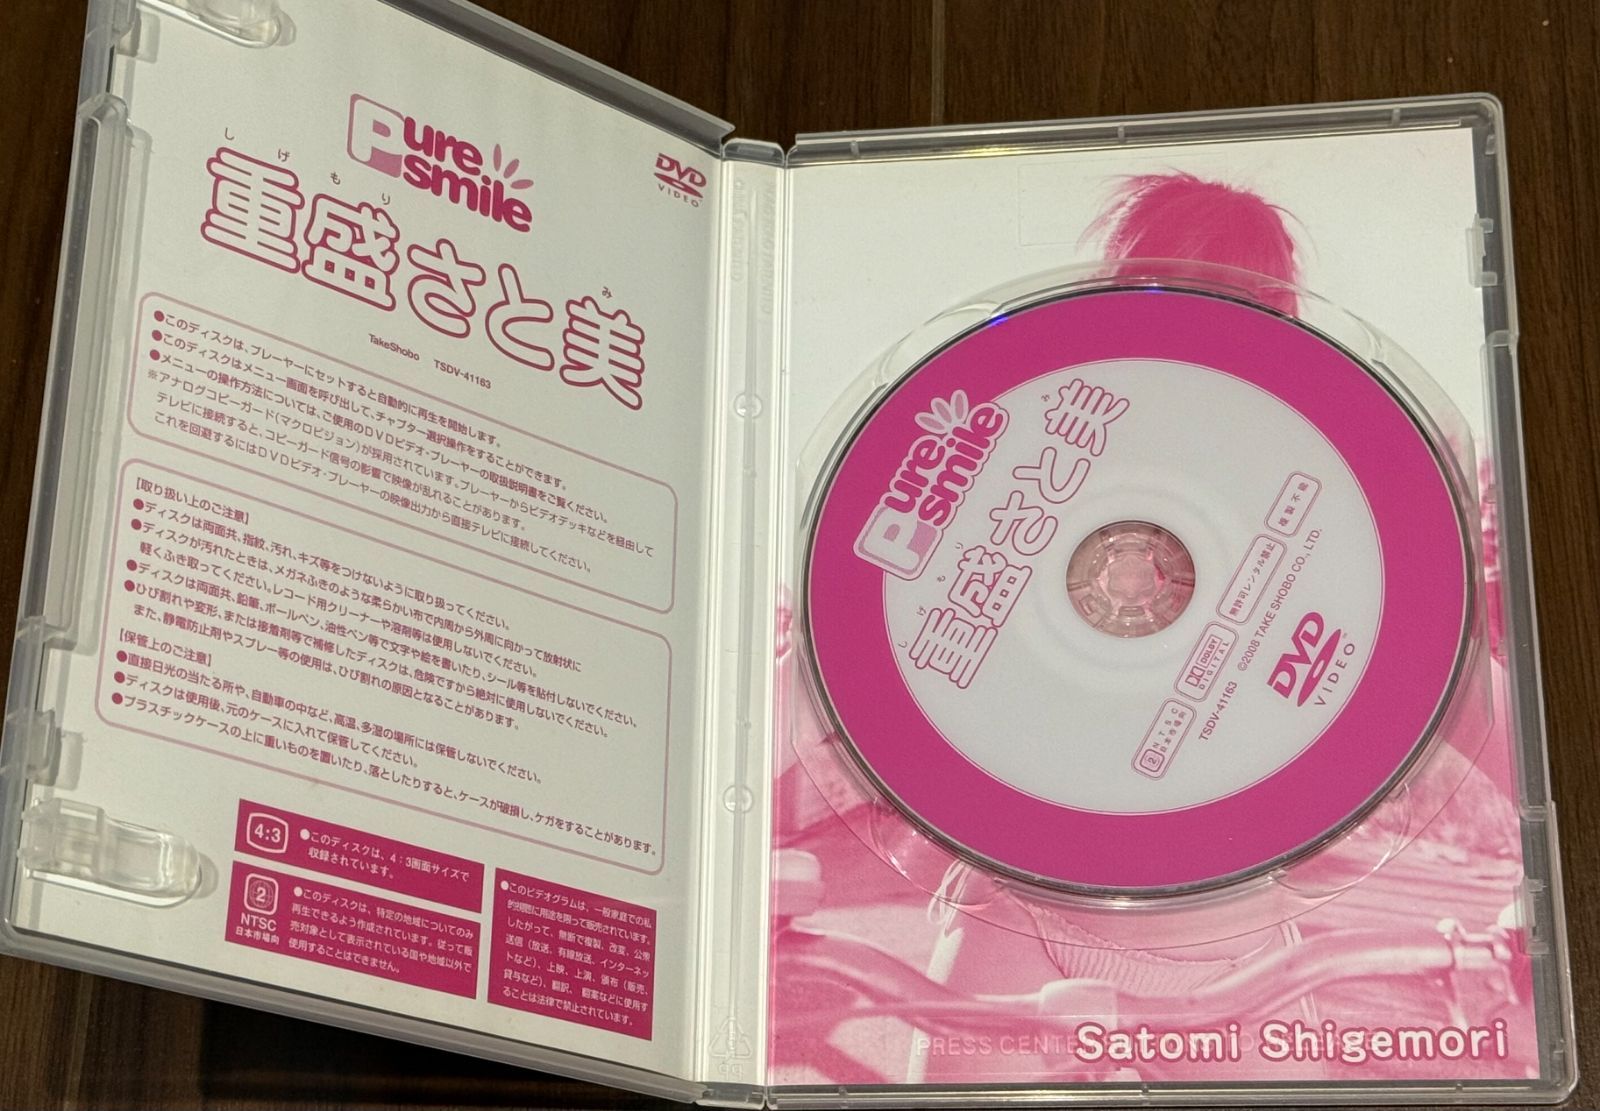 Pure
smile
DVD
VIDEO
しげもり み
重盛さと美
TakeShobo TSDV-41163
●このディスクは、プレーヤーにセットすると自動的に再生を開始します。
●このディスクはメニュー画面を呼び出して、チャプター選択操作をすることができます。
●メニューの操作方法については、ご使用のDVDビデオ・プレーヤーの取扱説明書をご覧ください。
※アナログコピーガード(マクロビジョン)が採用されています。プレーヤーからビデオデッキなどを経由して
テレビに接続すると、コピーガード信号の影響で映像が乱れることがあります。
これを回避するにはDVDビデオ・プレーヤーの映像出力から直接テレビに接続してください。
【取り扱い上のご注意】
●ディスクは両面共、指紋、汚れ、キズ等をつけないように取り扱ってください。
●ディスクが汚れたときは、メガネふきのような柔らかい布で内周から外周に向かって放射状に
軽くふき取ってください。レコード用クリーナーや溶剤等は使用しないでください。
●ディスクは両面共、鉛筆、ボールペン、油性ペン等で文字や絵を書いたり、シール等を貼付しないでください。
●ひび割れや変形、または接着剤等で補修したディスクは、危険ですから絶対に使用しないでください。
また、静電防止剤やスプレー等の使用は、ひび割れの原因となることがあります。
【保管上のご注意】
●直接日光の当たる所や、自動車の中など、高温、多湿の場所には保管しないでください。
●ディスクは使用後、元のケースに入れて保管してください。
●プラスチックケースの上に重いものを置いたり、落としたりすると、ケースが破損し、ケガをすることがあります。
4:3
●このディスクは、4:3画面サイズで
収録されています。
2
NTSC
日本市場向
●このディスクは、特定の地域についてのみ
再生できるよう作成されています。従って販
売対象として表示されている国や地域以外で
使用することはできません。
●このビデオグラムは、一般家庭での私
的視聴に用途を限って販売されています。
したがって、無断で複製、改変、公衆
送信(放送、有線放送、インターネッ
トなど)、上映、上演、頒布(販売、
貸与など)、翻訳、翻案などに使用す
ることは法律で禁止されています。
Pure
smile
しげもり み
重盛さと美
2 NTSC
日本市場向
DOLBY
DIGITAL
無許可レンタル禁止
複製不能
TSDV-41163 ©2008 TAKE SHOBO CO., LTD.
DVD
VIDEO
TM
Satomi Shigemori
PP